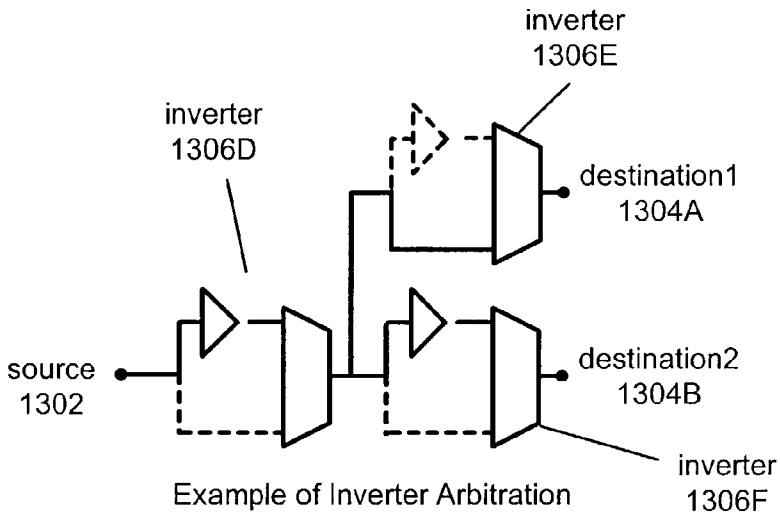 inverter
1306E
inverter
1306D
destination1
1304A
source
1302
destination2
1304B
inverter
1306F
Example of Inverter Arbitration